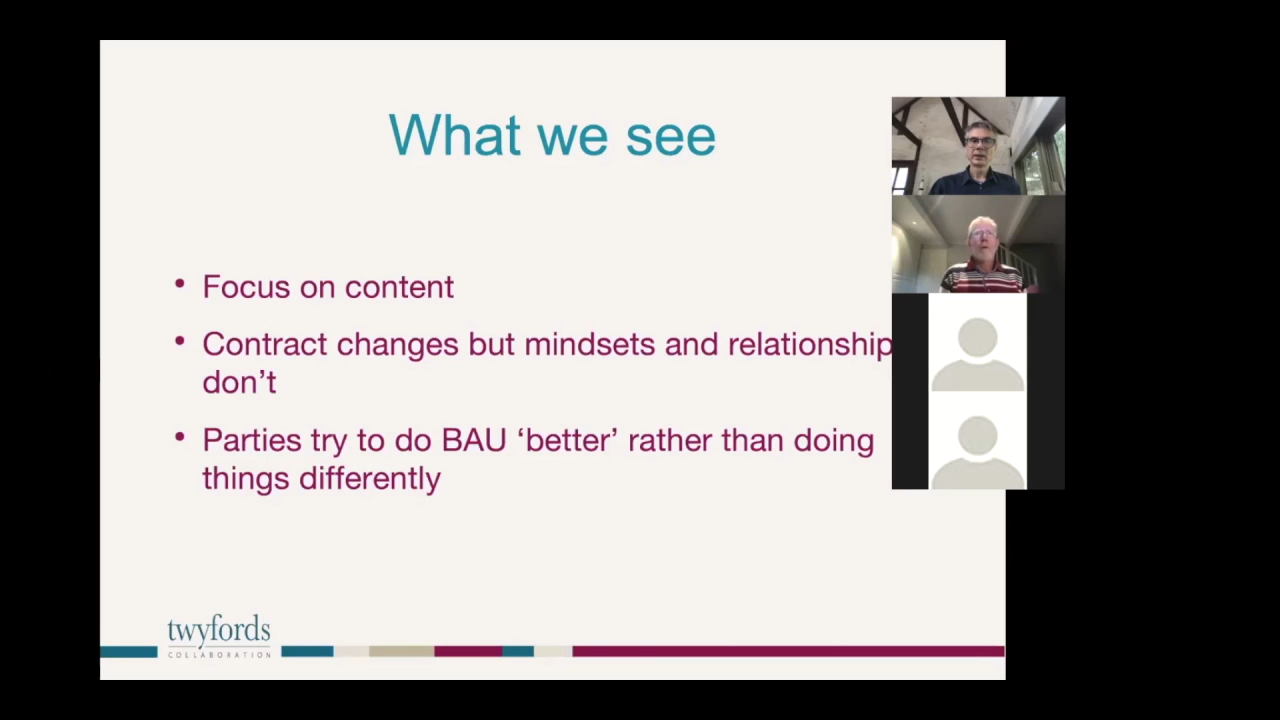 What we see
• Focus on content
• Contract changes but mindsets and relationship
don’t
• Parties try to do BAU ‘better’ rather than doing
things differently
twyfords
COLLABORATION